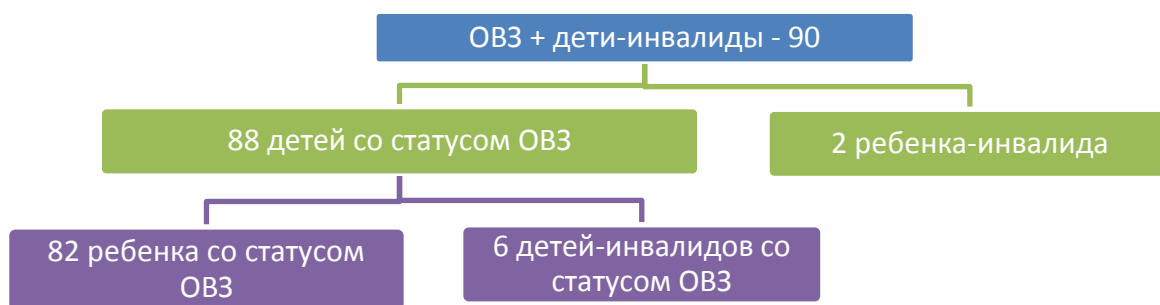 ОВЗ + дети-инвалиды - 90
88 детей со статусом ОВЗ
2 ребенка-инвалида
82 ребенка со статусом
ОВЗ
6 детей-инвалидов со
статусом ОВЗ